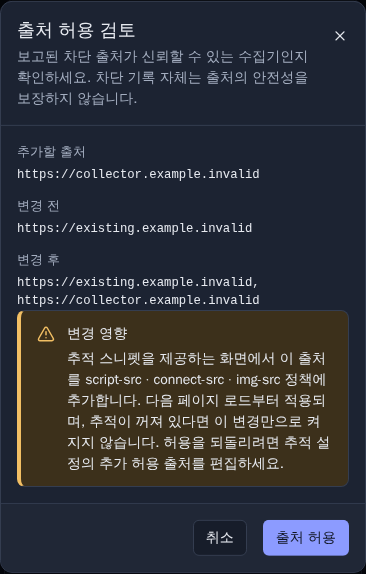 출처 허용 검토
보고된 차단 출처가 신뢰할 수 있는 수집기인지
확인하세요. 차단 기록 자체는 출처의 안전성을
보장하지 않습니다.
추가할 출처
https://collector.example.invalid
변경 전
https://existing.example.invalid
변경 후
https://existing.example.invalid,
https://collector.example.invalid
변경 영향
추적 스니펫을 제공하는 화면에서 이 출처
를 script-src · connect-src · img-src 정책에
추가합니다. 다음 페이지 로드부터 적용되
며, 추적이 꺼져 있다면 이 변경만으로 켜
지지 않습니다. 허용을 되돌리려면 추적 설
정의 추가 허용 출처를 편집하세요.
취소
출처 허용